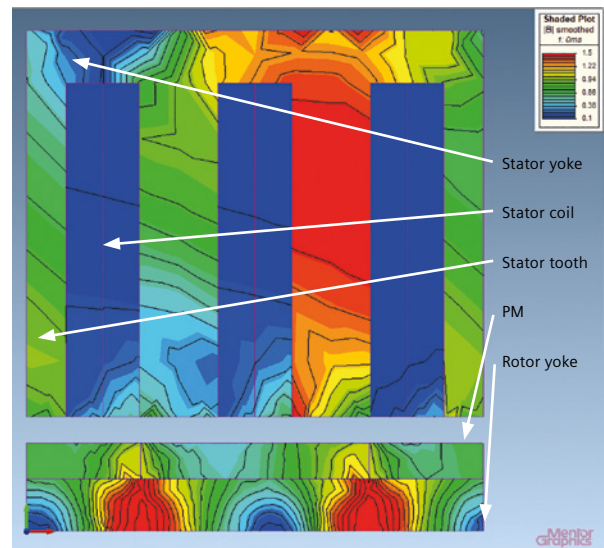 Shaded Plot
|B| smoothed
t: 0ms
1.5
1.22
0.94
0.66
0.38
0.1
Stator yoke
Stator coil
Stator tooth
PM
Rotor yoke
Mentor
Graphics